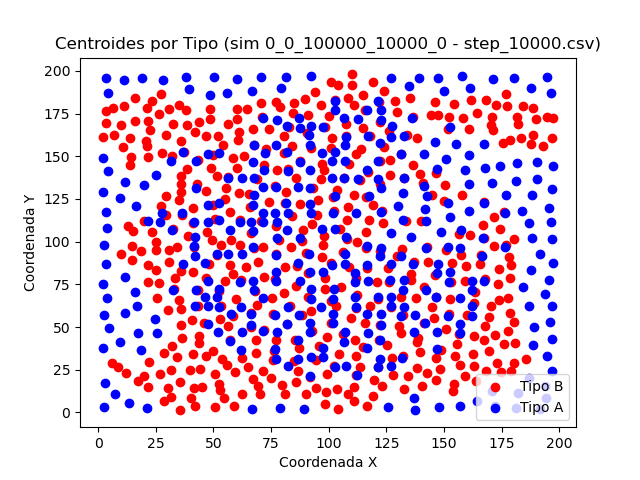 Centroides por Tipo (sim 0_0_100000_10000_0 - step_10000.csv)
Coordenada Y
200
175
150
125
100
75
50
25
0
0 25 50 75 100 125 150 175 200
Coordenada X
Tipo B
Tipo A